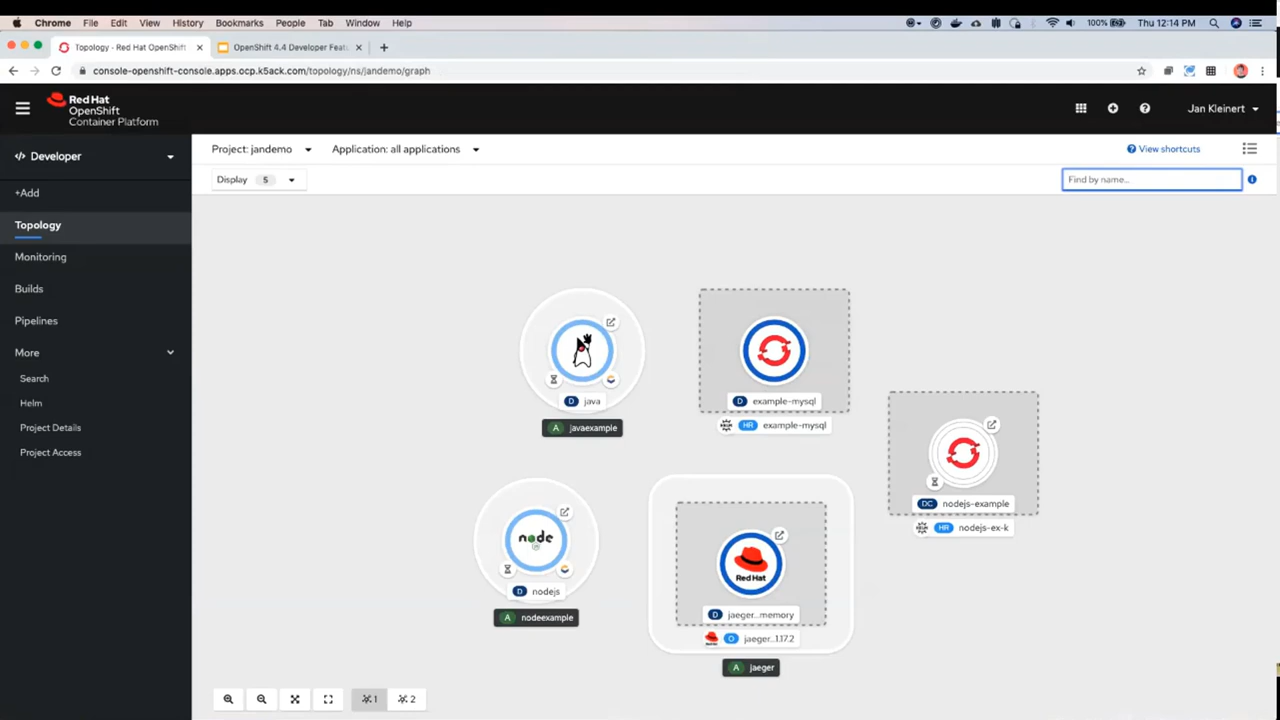 Chrome File Edit View History Bookmarks People Tab Window Help
100% Thu 12:14 PM
Topology - Red Hat OpenShift
OpenShift 4.4 Developer Feat
console-openshift-console.apps.ocp.k5ack.com/topology/ns/jandemo/graph
Red Hat
OpenShift
Container Platform
Jan Kleinert
Developer
Project: jandemo
Application: all applications
View shortcuts
+Add
Display 5
Find by name...
Topology
Monitoring
Builds
Pipelines
More
Search
Helm
Project Details
Project Access
D java
A javaexample
D example-mysql
HELM HR example-mysql
DC nodejs-example
HELM HR nodejs-ex-k
node
JS
D nodejs
A nodeexample
Red Hat
D jaeger...memory
O jaeger...1.17.2
A jaeger
1
2